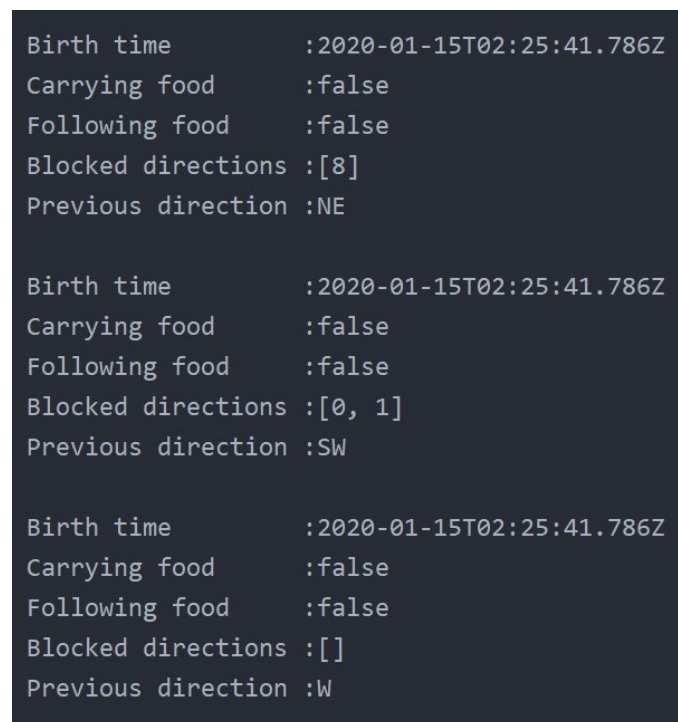 Birth time :2020-01-15T02:25:41.786Z
Carrying food :false
Following food :false
Blocked directions :[8]
Previous direction :NE
Birth time :2020-01-15T02:25:41.786Z
Carrying food :false
Following food :false
Blocked directions :[0, 1]
Previous direction :SW
Birth time :2020-01-15T02:25:41.786Z
Carrying food :false
Following food :false
Blocked directions :[]
Previous direction :W